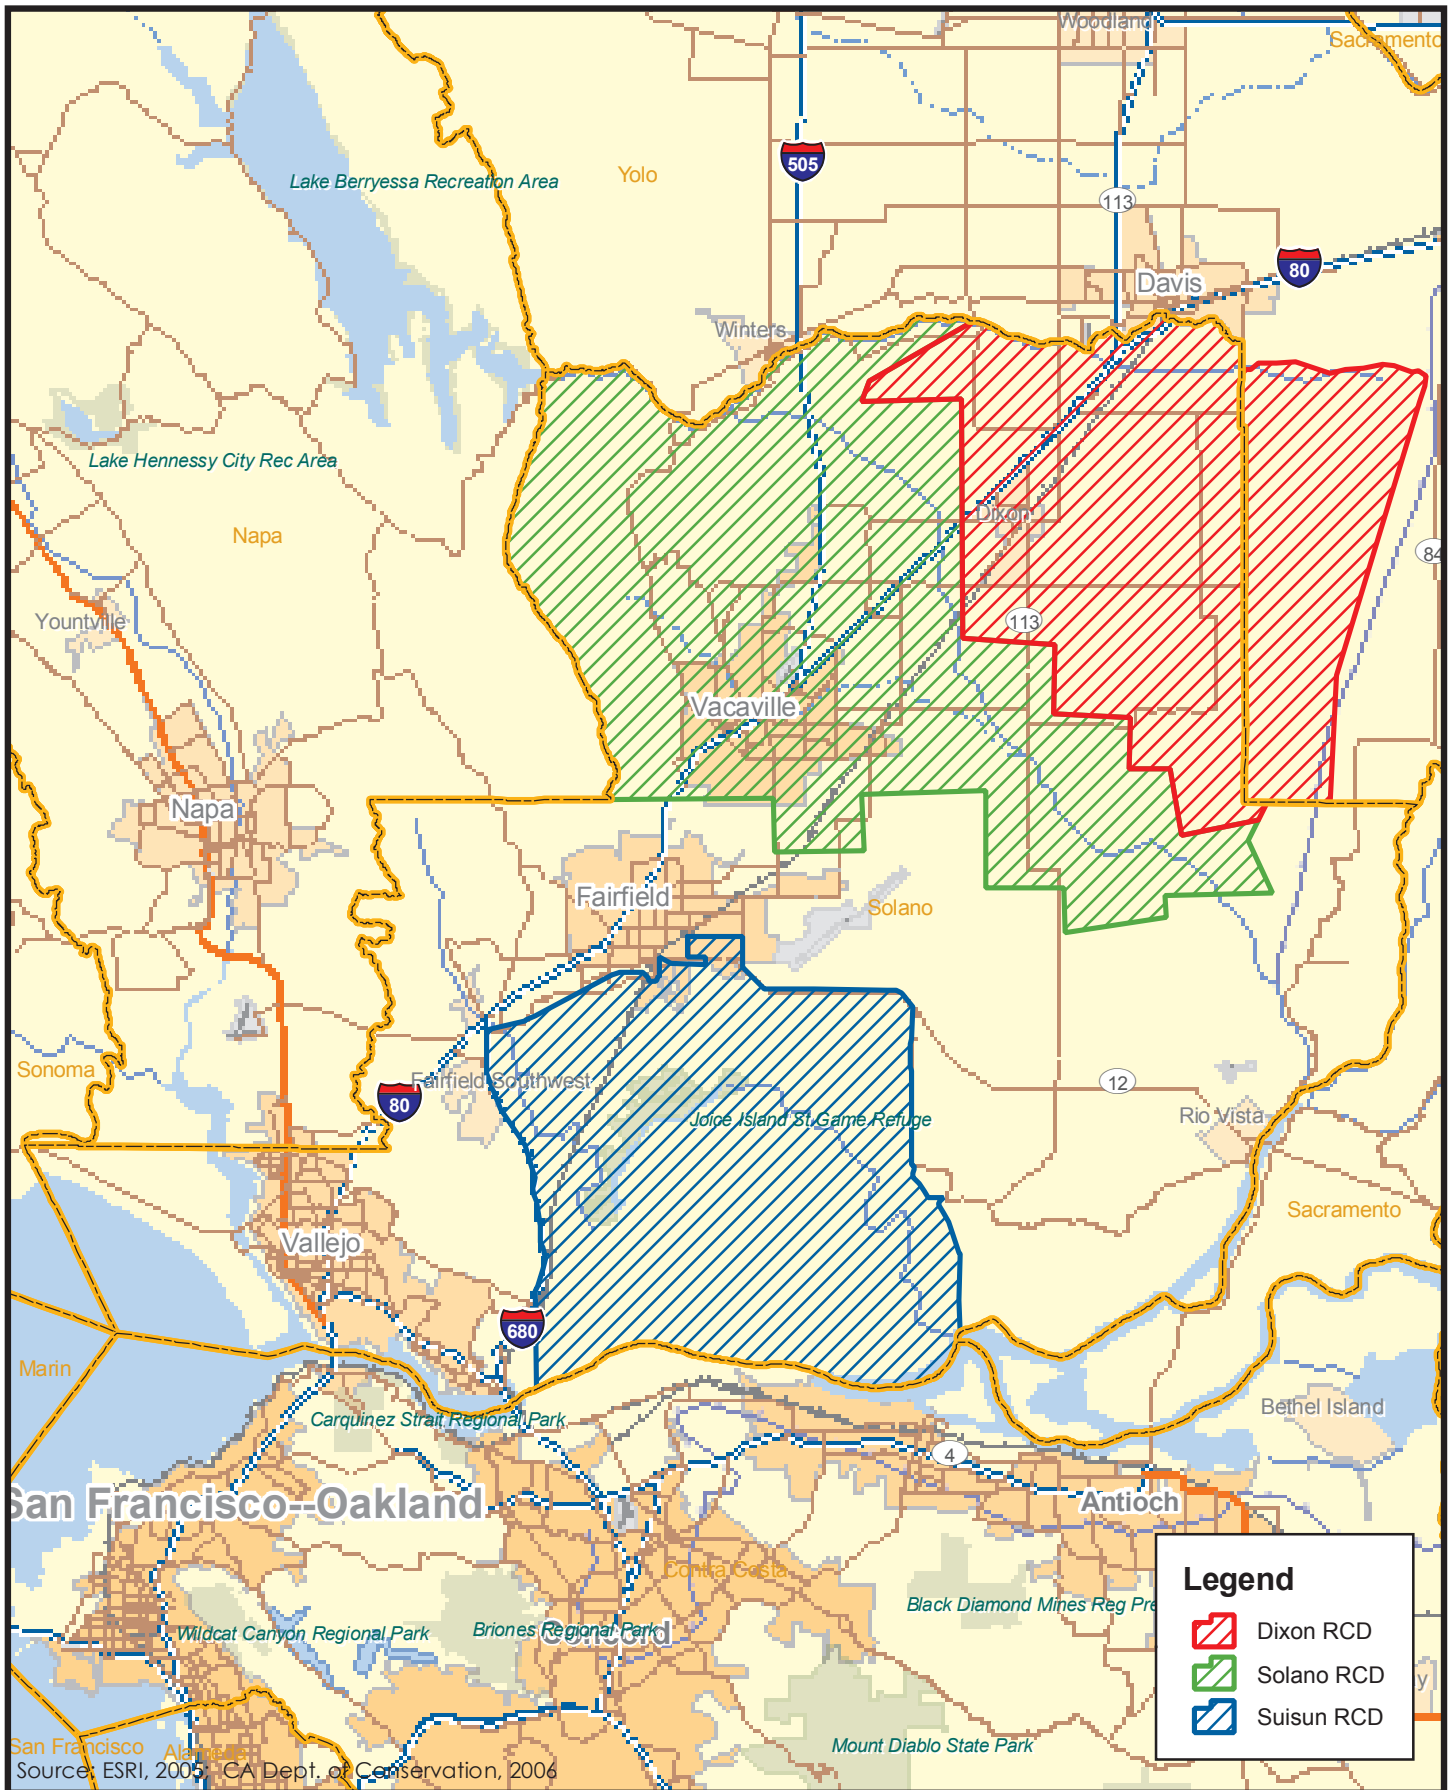 Woodland
Sacramento
505
Yolo
Lake Berryessa Recreation Area
113
80
Davis
Winters
Lake Hennessy City Rec Area
Dixon
Napa
84
Yountville
113
Vacaville
Napa
Fairfield
Solano
Sonoma
Fairfield Southwest
12
80
Rio Vista
Joice Island St Game Refuge
Sacramento
Vallejo
680
Marin
Bethel Island
Carquinez Strait Regional Park
4
San Francisco--Oakland
Antioch
Contra Costa
Black Diamond Mines Reg Pre
Wildcat Canyon Regional Park
Briones Regional Park
Concord
Legend
Dixon RCD
Solano RCD
Suisun RCD
y
San Francisco
Alameda
Mount Diablo State Park
Source: ESRI, 2005; CA Dept. of Conservation, 2006